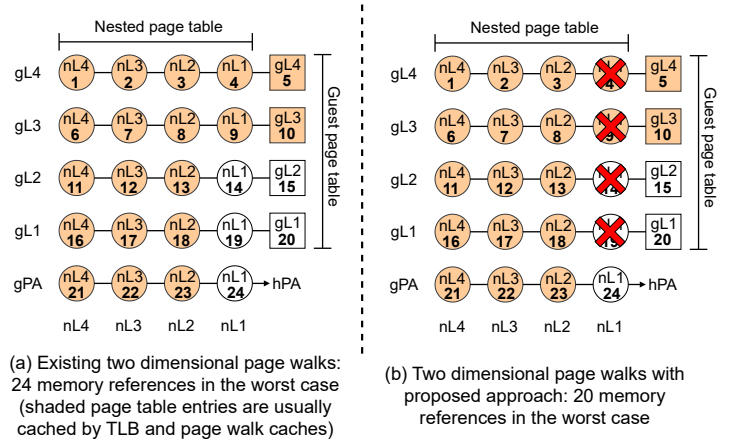 Nested page table
gL4
nL4 1
nL3 2
nL2 3
nL1 4
gL4 5
gL3
nL4 6
nL3 7
nL2 8
nL1 9
gL3 10
gL2
nL4 11
nL3 12
nL2 13
nL1 14
gL2 15
gL1
nL4 16
nL3 17
nL2 18
nL1 19
gL1 20
gPA
nL4 21
nL3 22
nL2 23
nL1 24
hPA
nL4 nL3 nL2 nL1
Guest page table
(a) Existing two dimensional page walks:
24 memory references in the worst case
(shaded page table entries are usually
cached by TLB and page walk caches)
Nested page table
gL4
nL4 1
nL3 2
nL2 3
gL4 5
gL3
nL4 6
nL3 7
nL2 8
gL3 10
gL2
nL4 11
nL3 12
nL2 13
gL2 15
gL1
nL4 16
nL3 17
nL2 18
gL1 20
gPA
nL4 21
nL3 22
nL2 23
nL1 24
hPA
nL4 nL3 nL2 nL1
Guest page table
(b) Two dimensional page walks with
proposed approach: 20 memory
references in the worst case